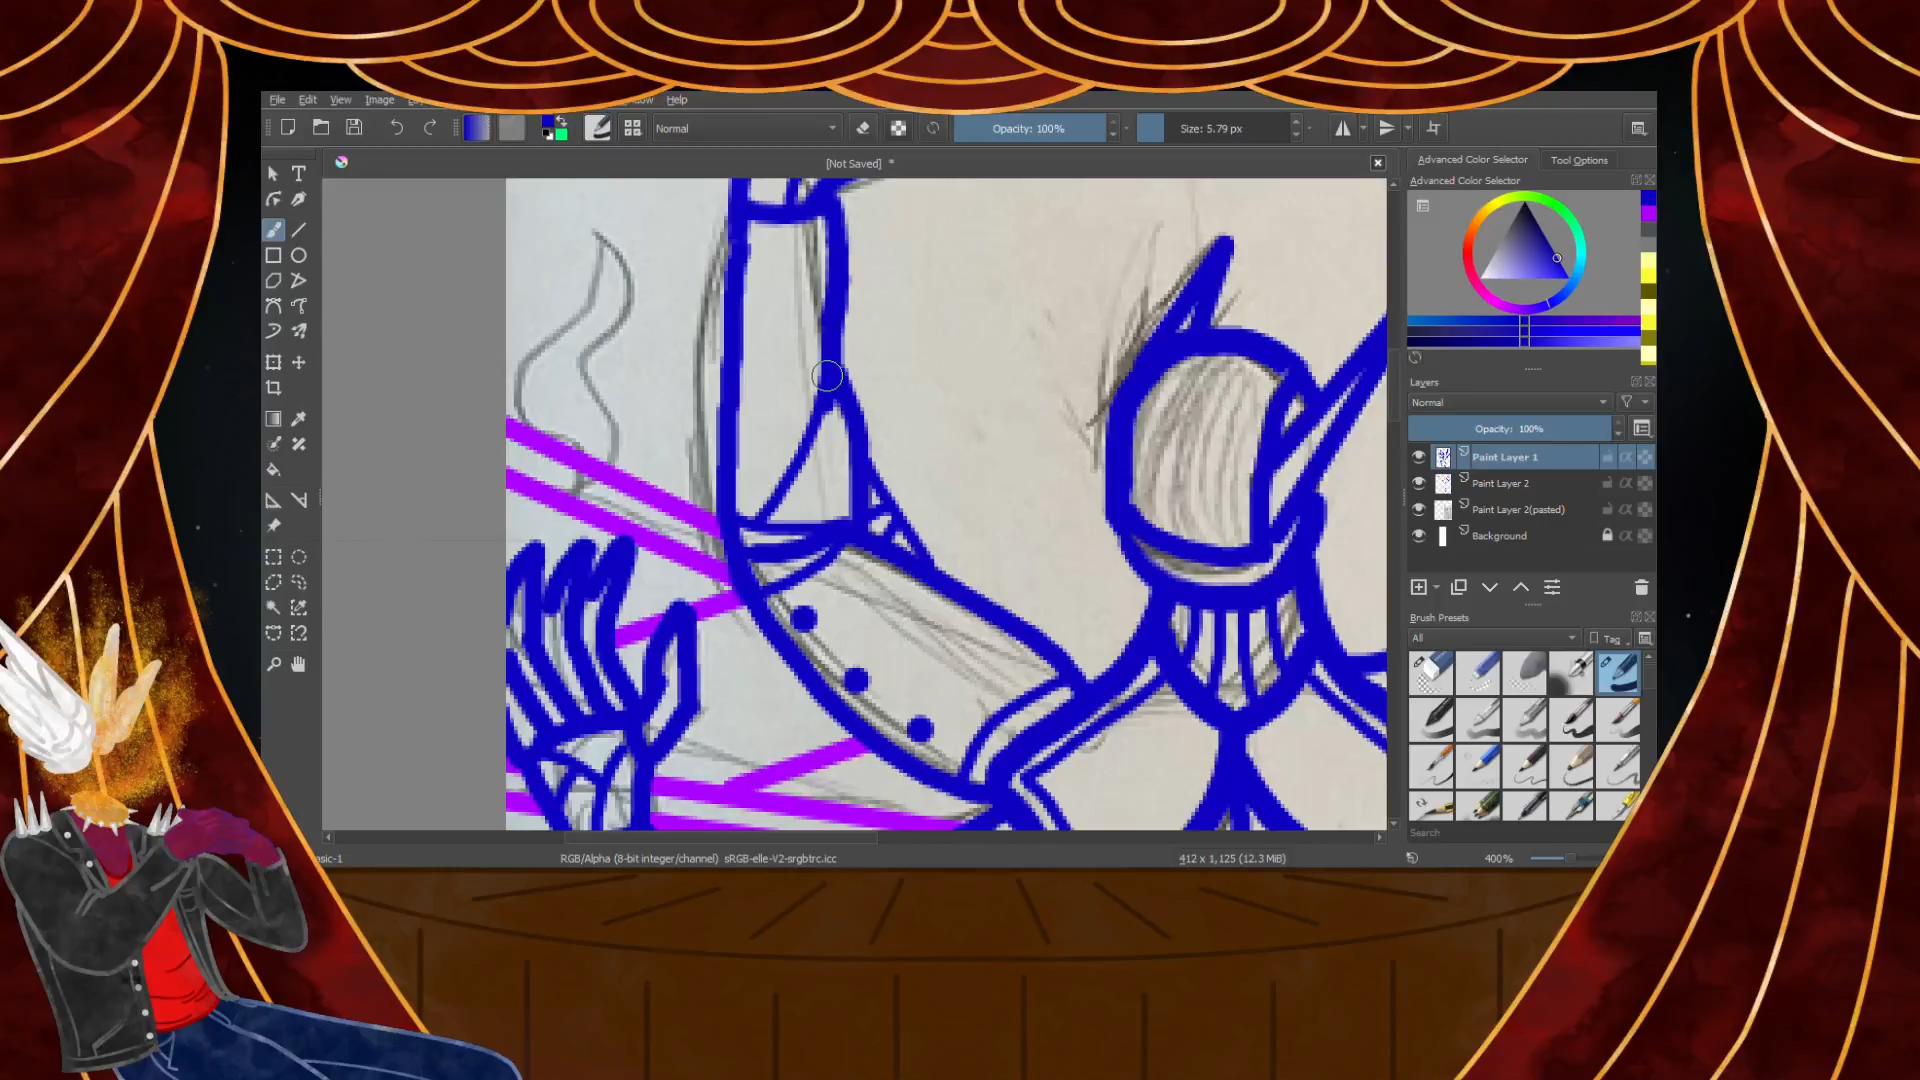 File Edit View Image Help
Normal
Opacity: 100%
Size: 5.79 px
[Not Saved] *
Advanced Color Selector
Tool Options
Advanced Color Selector
Layers
Normal
Opacity: 100%
Paint Layer 1
Paint Layer 2
Paint Layer 2(pasted)
Background
Brush Presets
All
Tag
Search
RGB/Alpha (8-bit integer/channel) sRGB-elle-V2-srgbtrc.icc
412 x 1,125 (12.3 MiB)
400%